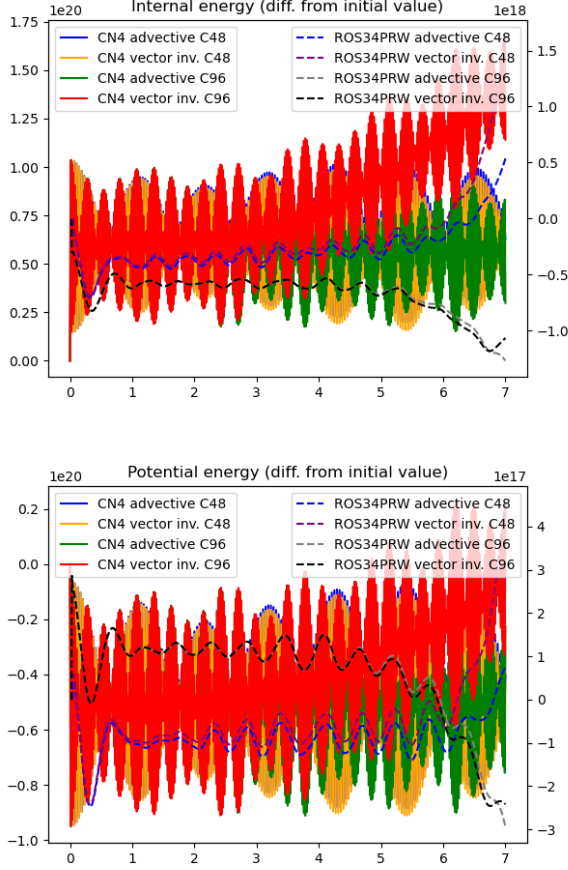 Internal energy (diff. from initial value)
1e20
1e18
CN4 advective C48
CN4 vector inv. C48
CN4 advective C96
CN4 vector inv. C96
ROS34PRW advective C48
ROS34PRW vector inv. C48
ROS34PRW advective C96
ROS34PRW vector inv. C96
1.75
1.50
1.25
1.00
0.75
0.50
0.25
0.00
1.5
1.0
0.5
0.0
−0.5
−1.0
0 1 2 3 4 5 6 7
Potential energy (diff. from initial value)
1e20
1e17
CN4 advective C48
CN4 vector inv. C48
CN4 advective C96
CN4 vector inv. C96
ROS34PRW advective C48
ROS34PRW vector inv. C48
ROS34PRW advective C96
ROS34PRW vector inv. C96
0.2
0.0
−0.2
−0.4
−0.6
−0.8
−1.0
4
3
2
1
0
−1
−2
−3
0 1 2 3 4 5 6 7